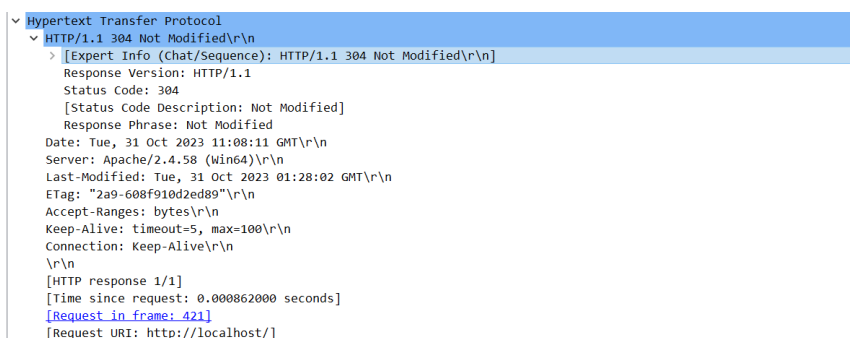 Hypertext Transfer Protocol
HTTP/1.1 304 Not Modified\r\n
[Expert Info (Chat/Sequence): HTTP/1.1 304 Not Modified\r\n]
Response Version: HTTP/1.1
Status Code: 304
[Status Code Description: Not Modified]
Response Phrase: Not Modified
Date: Tue, 31 Oct 2023 11:08:11 GMT\r\n
Server: Apache/2.4.58 (Win64)\r\n
Last-Modified: Tue, 31 Oct 2023 01:28:02 GMT\r\n
ETag: "2a9-608f910d2ed89"\r\n
Accept-Ranges: bytes\r\n
Keep-Alive: timeout=5, max=100\r\n
Connection: Keep-Alive\r\n
\r\n
[HTTP response 1/1]
[Time since request: 0.000862000 seconds]
[Request in frame: 421]
[Request URI: http://localhost/]